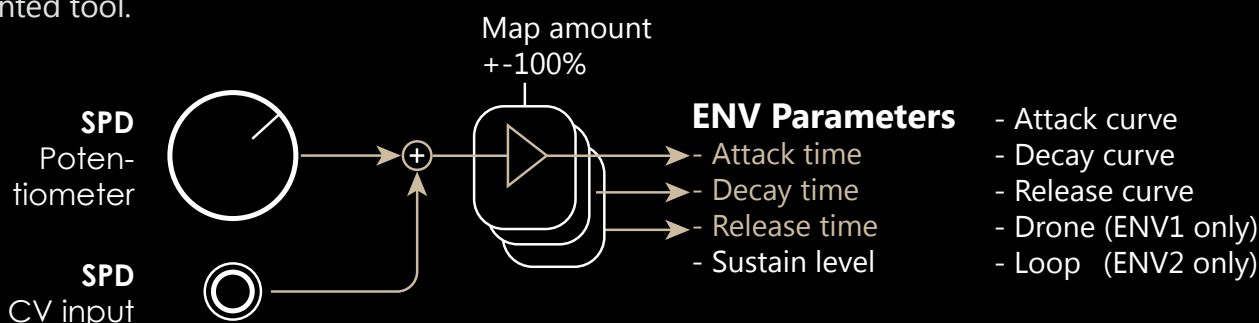 nted tool.
Map amount
+-100%
SPD
Poten-
tiometer
+
SPD
CV input
ENV Parameters
- Attack time
- Decay time
- Release time
- Sustain level
- Attack curve
- Decay curve
- Release curve
- Drone (ENV1 only)
- Loop (ENV2 only)